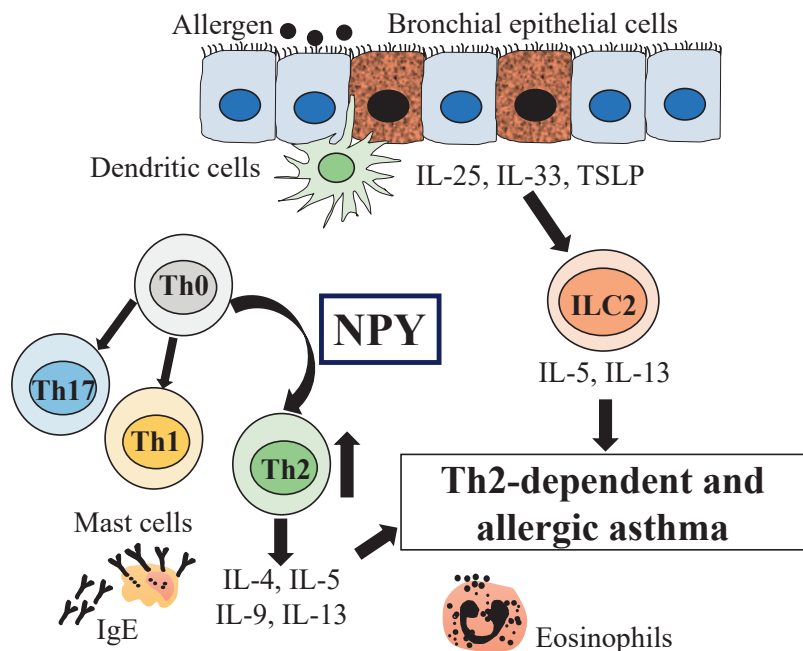 Allergen
Bronchial epithelial cells
Dendritic cells
IL-25, IL-33, TSLP
Th0
NPY
ILC2
Th17
IL-5, IL-13
Th1
Th2
Th2-dependent and
allergic asthma
Mast cells
IL-4, IL-5
IL-9, IL-13
IgE
Eosinophils